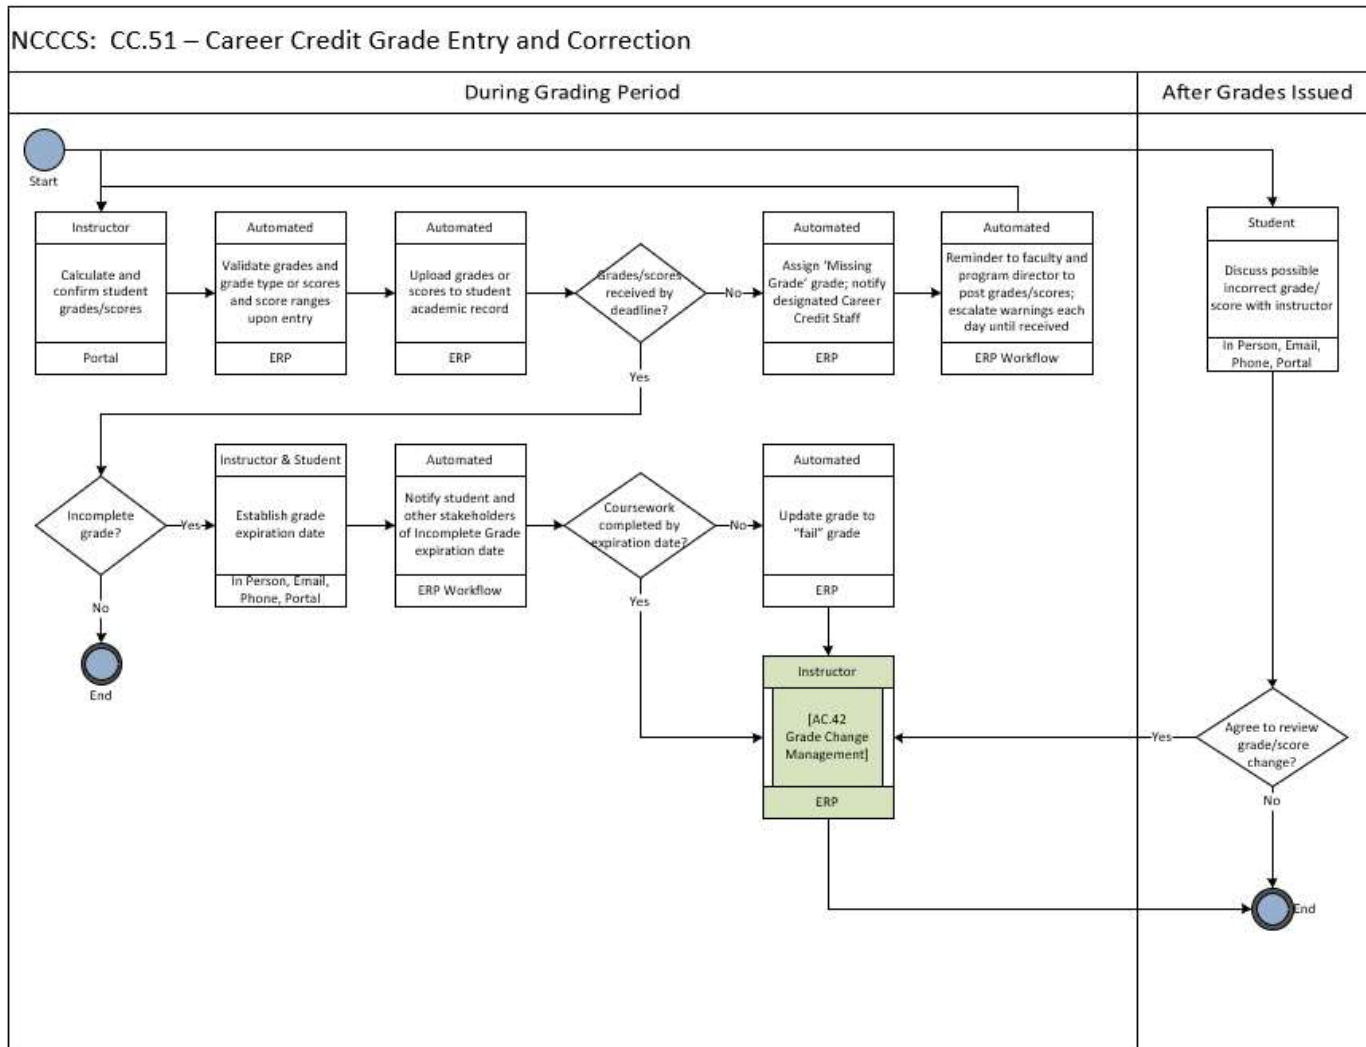 NCCCS:  CC.51 – Career Credit Grade Entry and Correction
During Grading Period
After Grades Issued
Start
Instructor
Calculate and
confirm student
grades/scores
Portal
Automated
Validate grades and
grade type or scores
and score ranges
upon entry
ERP
Automated
Upload grades or
scores to student
academic record
ERP
Grades/scores
received by
deadline?
No
Yes
Automated
Assign ‘Missing
Grade’ grade; notify
designated Career
Credit Staff
ERP
Automated
Reminder to faculty and
program director to
post grades/scores;
escalate warnings each
day until received
ERP Workflow
Student
Discuss possible
incorrect grade/
score with instructor
In Person, Email,
Phone, Portal
Incomplete
grade?
Yes
No
End
Instructor & Student
Establish grade
expiration date
In Person, Email,
Phone, Portal
Automated
Notify student and
other stakeholders
of Incomplete Grade
expiration date
ERP Workflow
Coursework
completed by
expiration date?
No
Yes
Automated
Update grade to
“fail” grade
ERP
Instructor
[AC.42
Grade Change
Management]
ERP
Agree to review
grade/score
change?
Yes
No
End